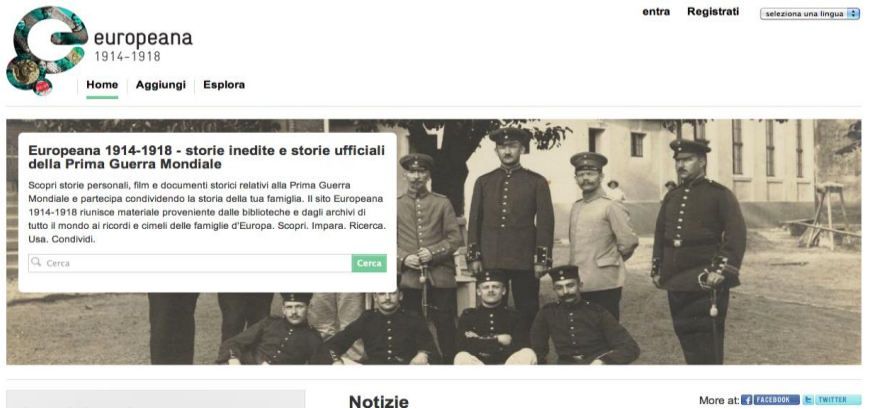 entra Registrati seleziona una lingua
europeana
1914-1918
Home Aggiungi Esplora
Europeana 1914-1918 - storie inedite e storie ufficiali
della Prima Guerra Mondiale
Scopri storie personali, film e documenti storici relativi alla Prima Guerra
Mondiale e partecipa condividendo la storia della tua famiglia. Il sito Europeana
1914-1918 riunisce materiale proveniente dalle biblioteche e dagli archivi di
tutto il mondo ai ricordi e cimeli delle famiglie d'Europa. Scopri. Impara. Ricerca.
Usa. Condividi.
Cerca Cerca
Notizie More at: FACEBOOK TWITTER